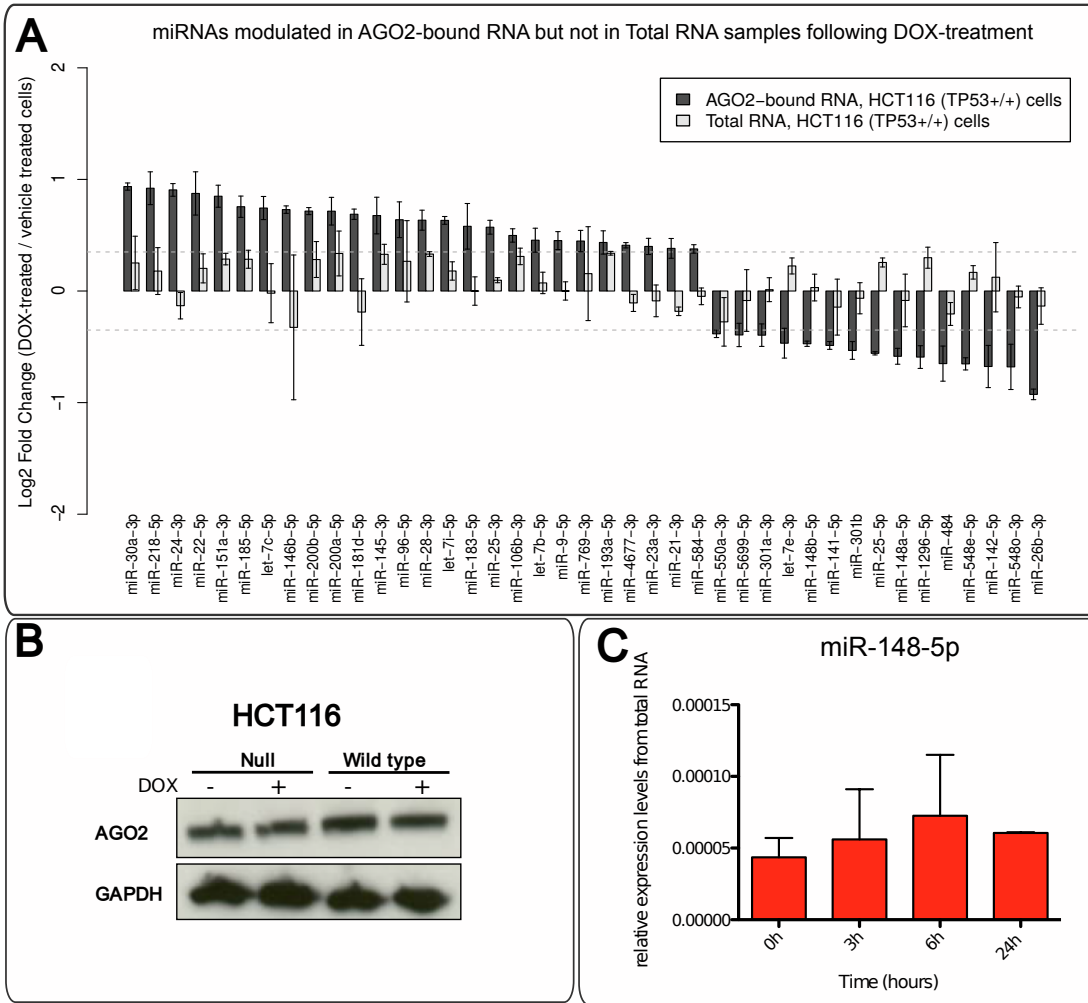 A
miRNAs modulated in AGO2-bound RNA but not in Total RNA samples following DOX-treatment
Log2 Fold Change (DOX-treated / vehicle treated cells)
2
1
0
-1
-2
AGO2−bound RNA, HCT116 (TP53+/+) cells
Total RNA, HCT116 (TP53+/+) cells
miR−30a−3p
miR−218−5p
miR−24−3p
miR−22−5p
miR−151a−3p
miR−185−5p
let−7c−5p
miR−146b−5p
miR−200b−5p
miR−200a−5p
miR−181d−5p
miR−145−3p
miR−96−5p
miR−28−3p
let−7i−5p
miR−183−5p
miR−25−3p
miR−106b−3p
let−7b−5p
miR−9−5p
miR−769−3p
miR−193a−5p
miR−4677−3p
miR−23a−3p
miR−21−3p
miR−584−5p
miR−550a−3p
miR−5699−5p
miR−301a−3p
let−7e−3p
miR−148b−5p
miR−141−5p
miR−301b
miR−25−5p
miR−148a−5p
miR−1296−5p
miR−484
miR−548e−5p
miR−142−5p
miR−548o−3p
miR−26b−3p
B
HCT116
Null Wild type
DOX - + - +
AGO2
GAPDH
C
miR-148-5p
relative expression levels from total RNA
0.00015
0.00010
0.00005
0.00000
0h 3h 6h 24h
Time (hours)